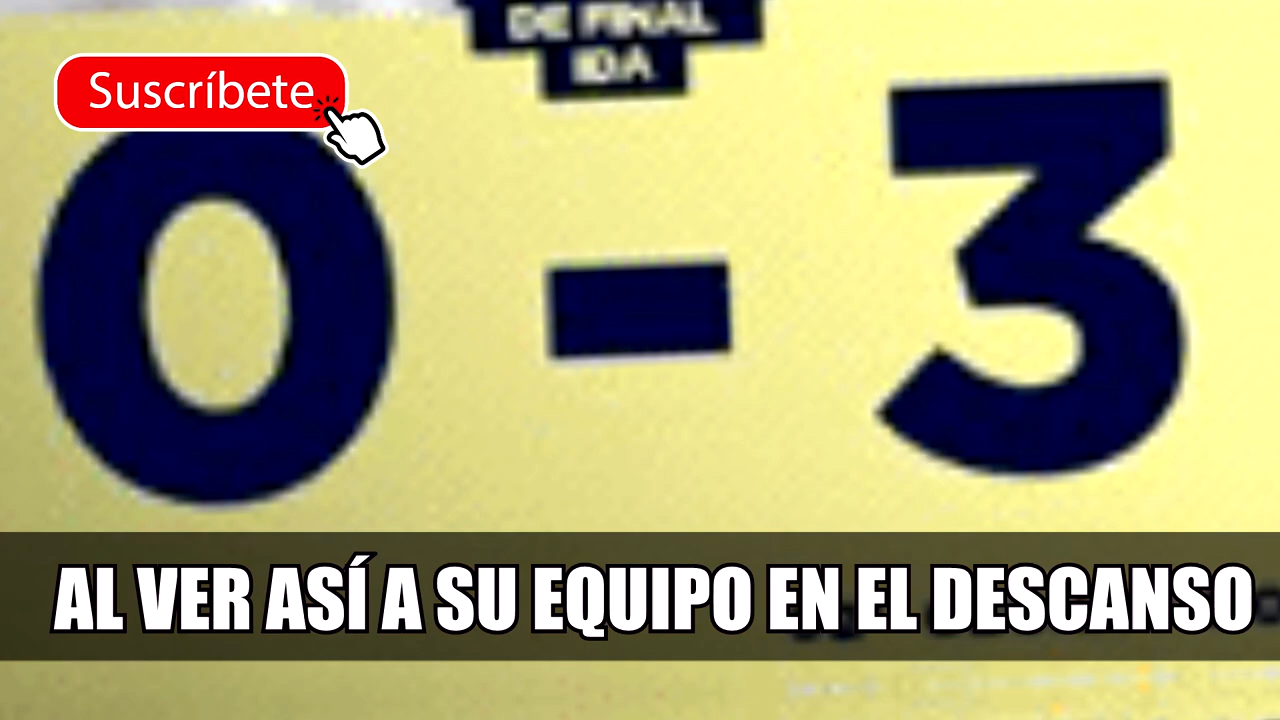 DE FINAL
IDA
Suscríbete
0 - 3
AL VER ASÍ A SU EQUIPO EN EL DESCANSO